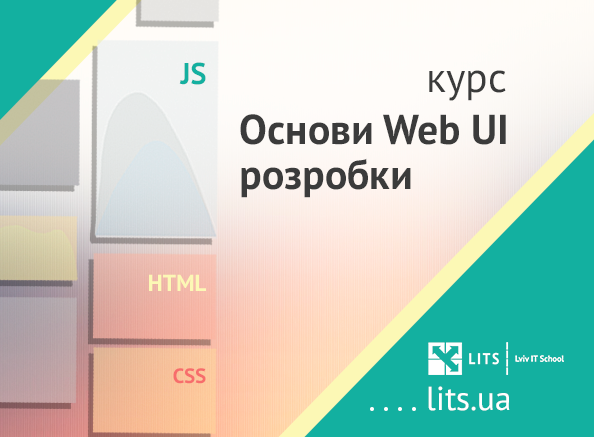 JS
курс
Основи Web UI
розробки
HTML
CSS
LITS Lviv IT School
.... lits.ua